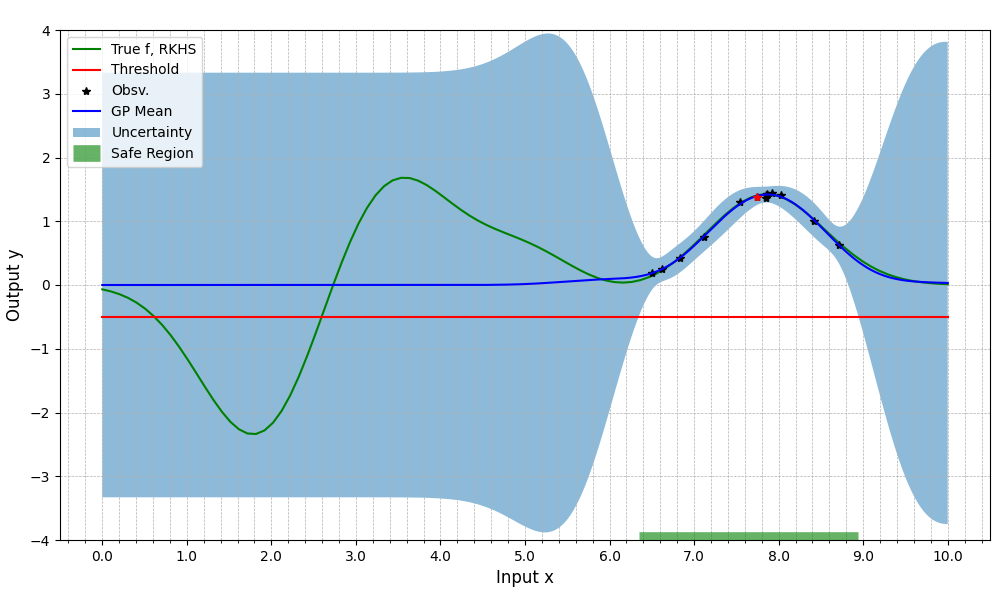 4
3
2
1
0
−1
−2
−3
−4
Output y
True f, RKHS
Threshold
Obsv.
GP Mean
Uncertainty
Safe Region
0.0 1.0 2.0 3.0 4.0 5.0 6.0 7.0 8.0 9.0 10.0
Input x